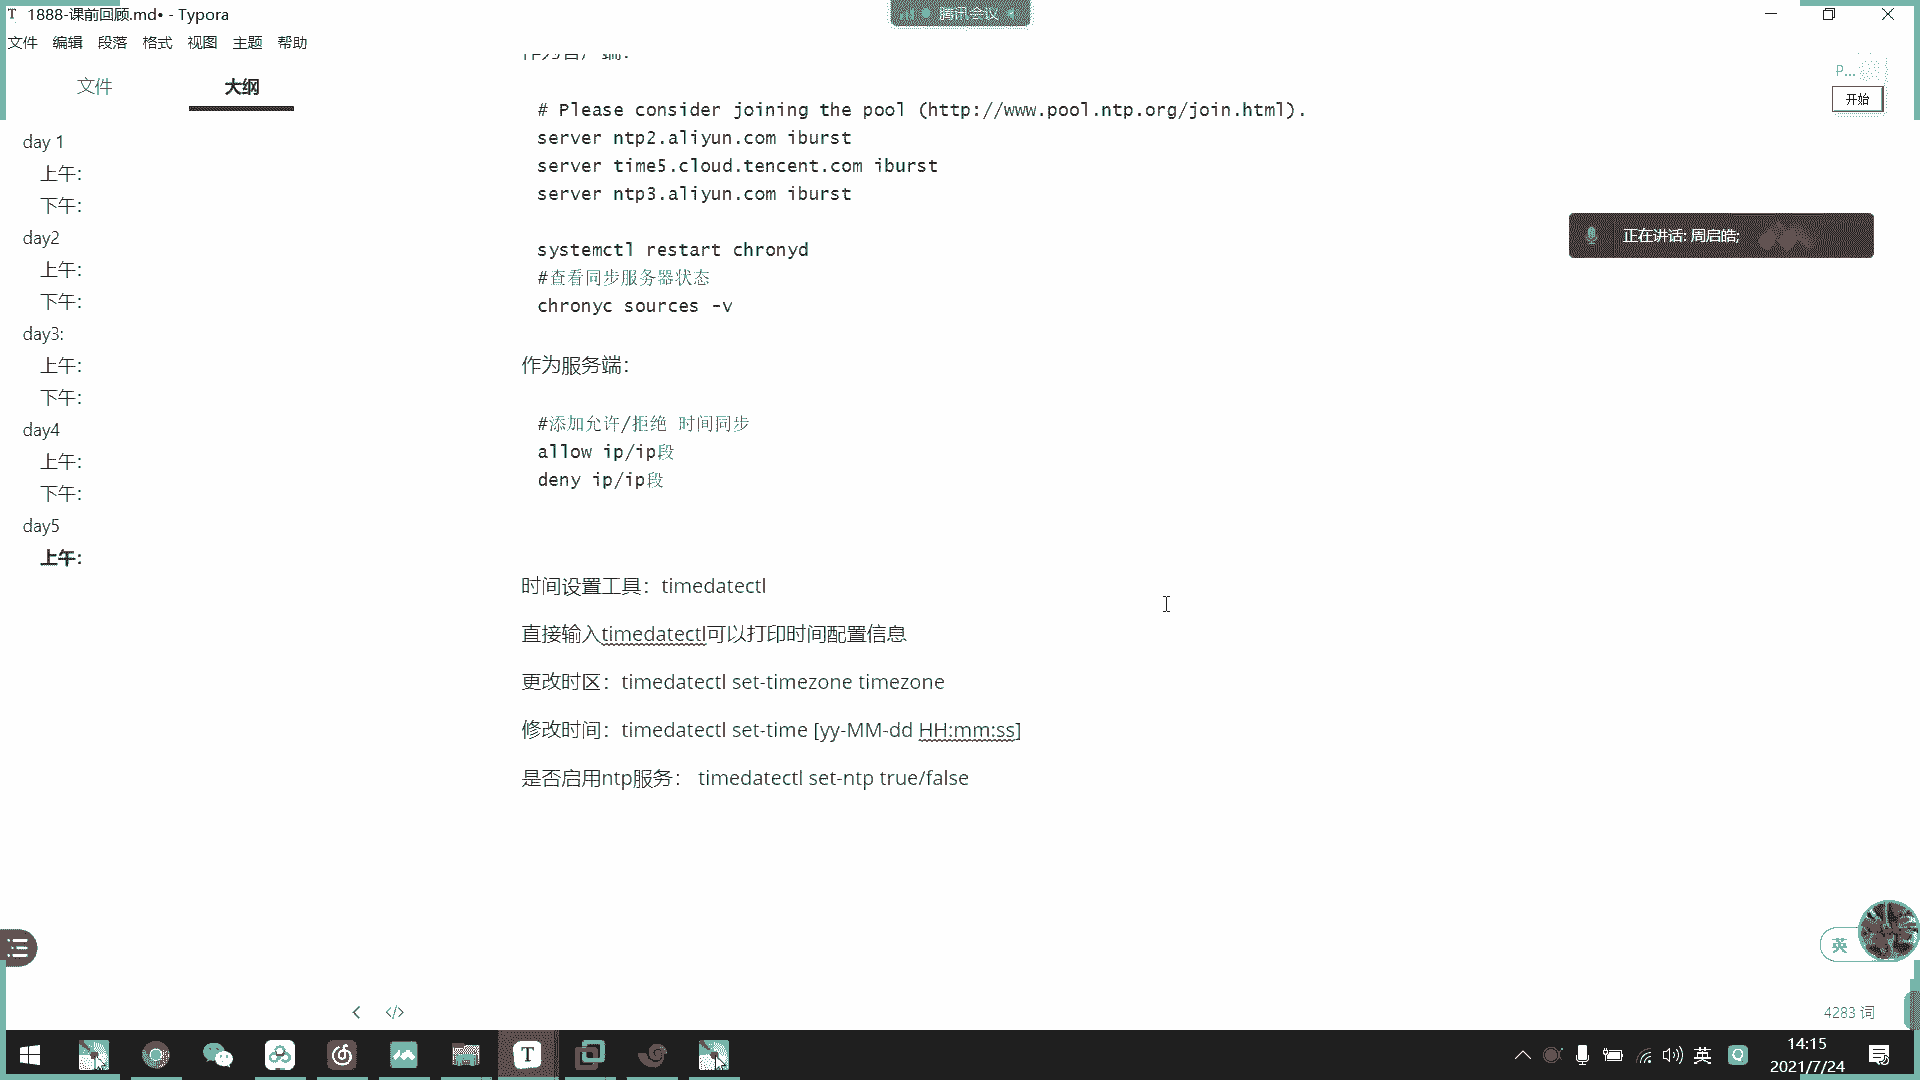 1888-课前回顾.md• - Typora
腾讯会议
文件 编辑 段落 格式 视图 主题 帮助
文件 大纲
day 1
上午：
下午：
day2
上午：
下午：
day3:
上午：
下午：
day4
上午：
下午：
day5
上午：
作为客户端：
# Please consider joining the pool (http://www.pool.ntp.org/join.html).
server ntp2.aliyun.com iburst
server time5.cloud.tencent.com iburst
server ntp3.aliyun.com iburst
systemctl restart chronyd
#查看同步服务器状态
chronyc sources -v
作为服务端：
#添加允许/拒绝 时间同步
allow ip/ip段
deny ip/ip段
时间设置工具：timedatectl
直接输入timedatectl可以打印时间配置信息
更改时区：timedatectl set-timezone timezone
修改时间：timedatectl set-time [yy-MM-dd HH:mm:ss]
是否启用ntp服务： timedatectl set-ntp true/false
P...
开始
正在讲话: 周启皓;
英
</>
4283 词
英
14:15
2021/7/24